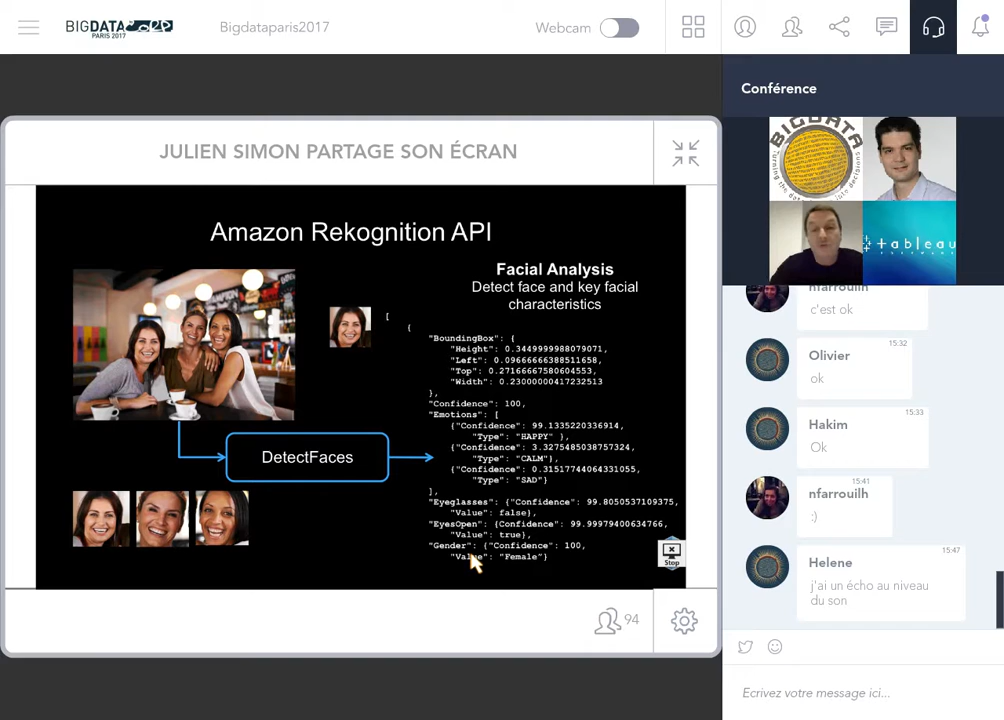 BIGDATA
PARIS 2017
Bigdataparis2017
Webcam
Conférence
JULIEN SIMON PARTAGE SON ÉCRAN
Amazon Rekognition API
Facial Analysis
Detect face and key facial
characteristics
[
{
"BoundingBox": {
"Height": 0.3449999988079071,
"Left": 0.09666666388511658,
"Top": 0.27166667580604553,
"Width": 0.23000000417232513
},
"Confidence": 100,
"Emotions": [
{"Confidence": 99.1335220336914,
"Type": "HAPPY" },
{"Confidence": 3.3275485038757324,
"Type": "CALM"},
{"Confidence": 0.31517744064331055,
"Type": "SAD"}
],
"Eyeglasses": {"Confidence": 99.8050537109375,
"Value": false},
"EyesOpen": {Confidence": 99.99979400634766,
"Value": true},
"Gender": {"Confidence": 100,
"Value": "Female"}
DetectFaces
Stop
94
BIGDATA
+ableau
nfarrouilh
c'est ok
15:32
Olivier
ok
15:33
Hakim
Ok
15:41
nfarrouilh
:)
15:47
Helene
j'ai un écho au niveau
du son
Ecrivez votre message ici...